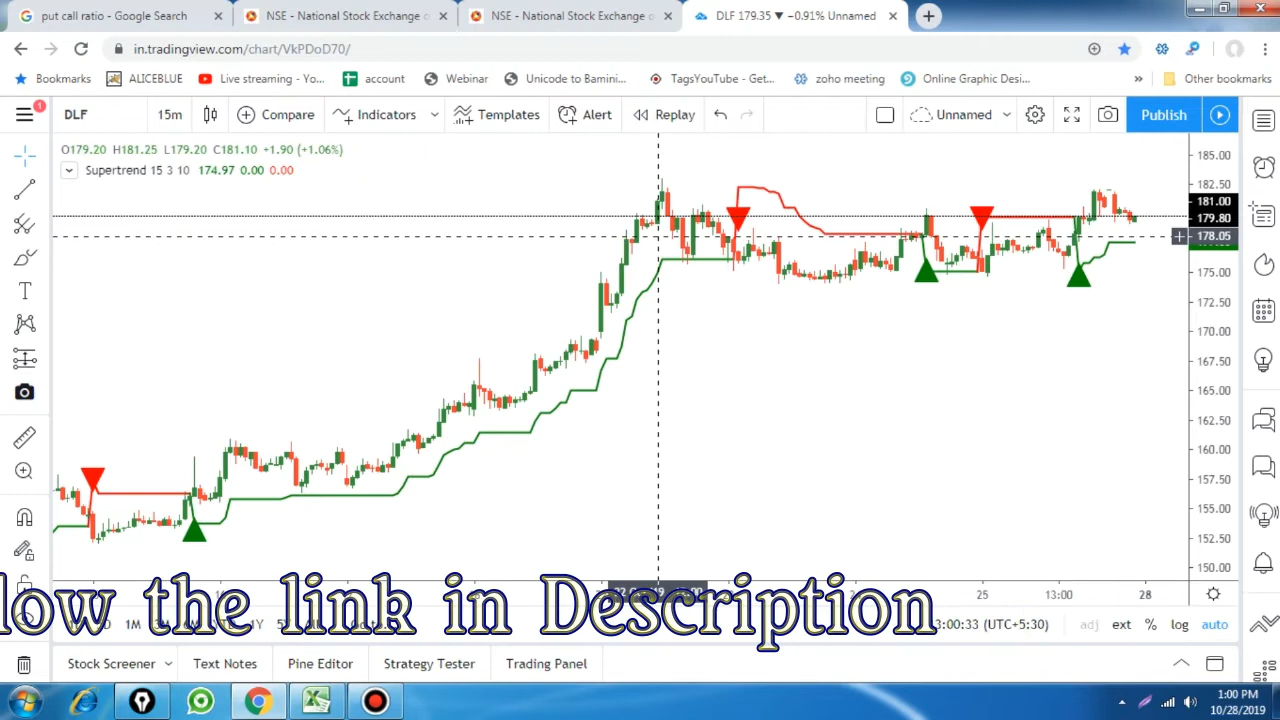 put call ratio - Google Search
NSE - National Stock Exchange o
NSE - National Stock Exchange o
DLF 179.35 ▼ −0.91% Unnamed
in.tradingview.com/chart/VkPDoD70/
Bookmarks
ALICEBLUE
Live streaming - Yo...
account
Webinar
Unicode to Bamini...
TagsYouTube - Get...
zoho meeting
Online Graphic Desi...
»
Other bookmarks
1
DLF
15m
Compare
Indicators
Templates
Alert
Replay
Unnamed
Publish
O179.20 H181.25 L179.20 C181.10 +1.90 (+1.06%)
Supertrend 15 3 10 174.97 0.00 0.00
185.00
182.50
181.00
179.80
178.05
175.00
172.50
170.00
167.50
165.00
162.50
160.00
157.50
155.00
152.50
150.00
25
13:00
28
low the link in Description
1M
1Y
3:00:33 (UTC+5:30)
adj
ext
%
log
auto
Stock Screener
Text Notes
Pine Editor
Strategy Tester
Trading Panel
1:00 PM
10/28/2019